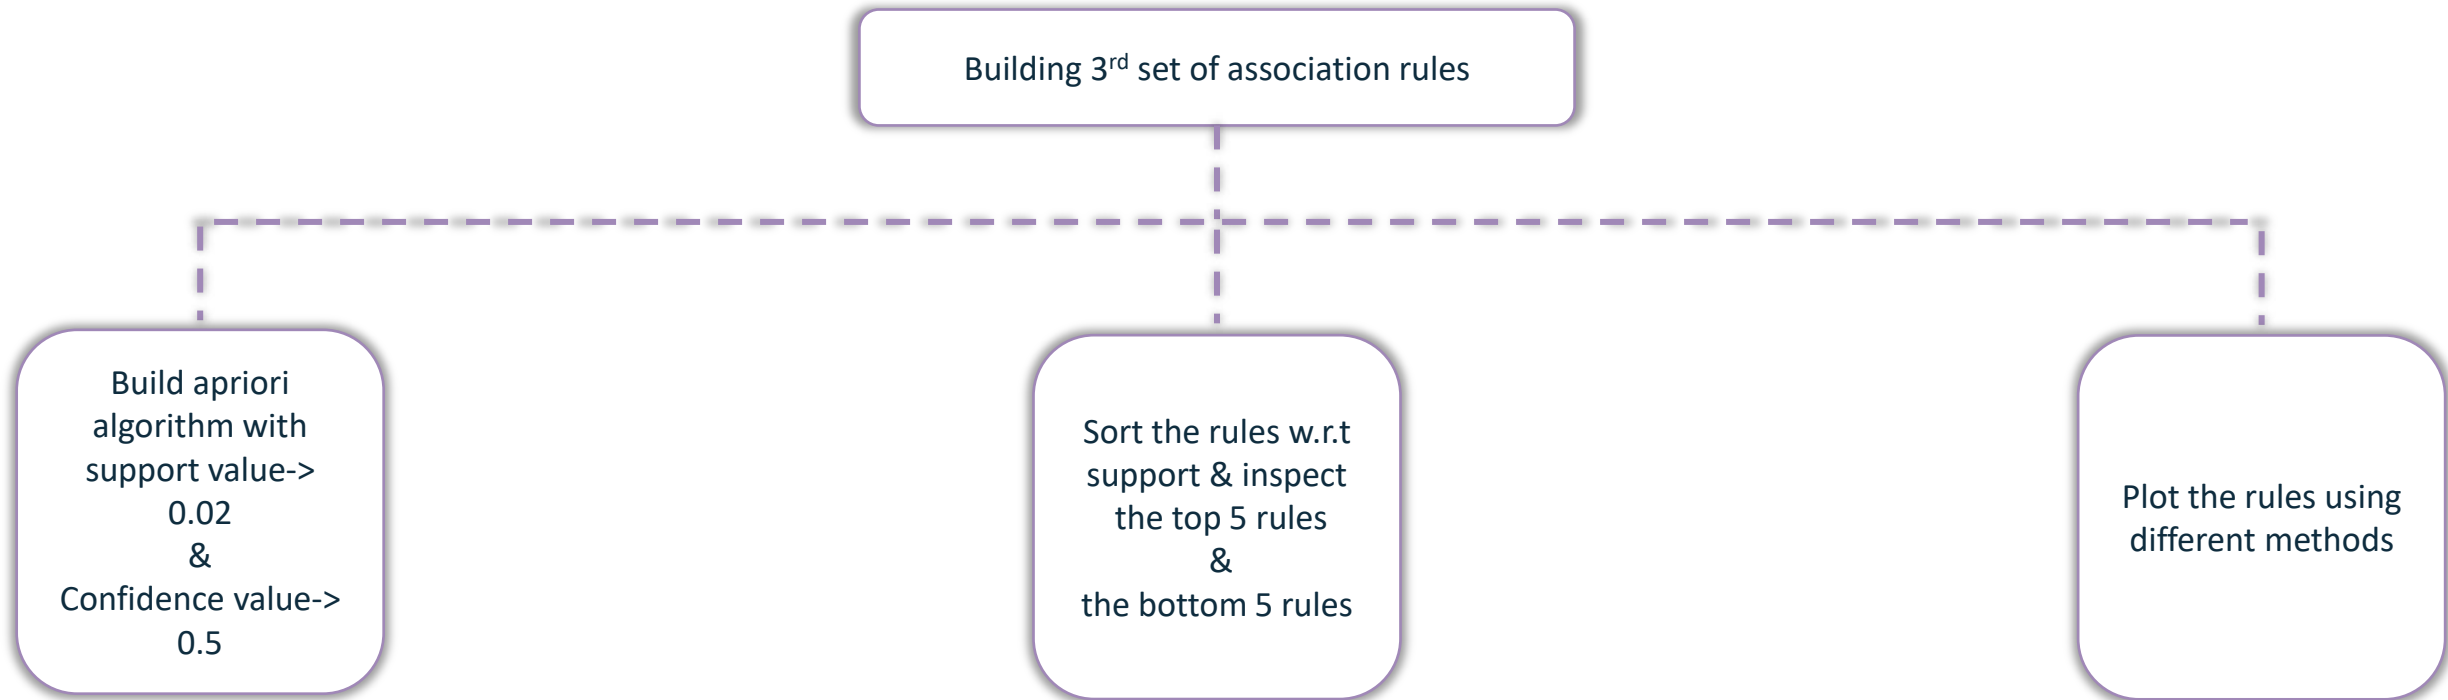 Building 3rd set of association rules
Build apriori
algorithm with
support value->
0.02
&
Confidence value->
0.5
Sort the rules w.r.t
support & inspect
the top 5 rules
&
the bottom 5 rules
Plot the rules using
different methods